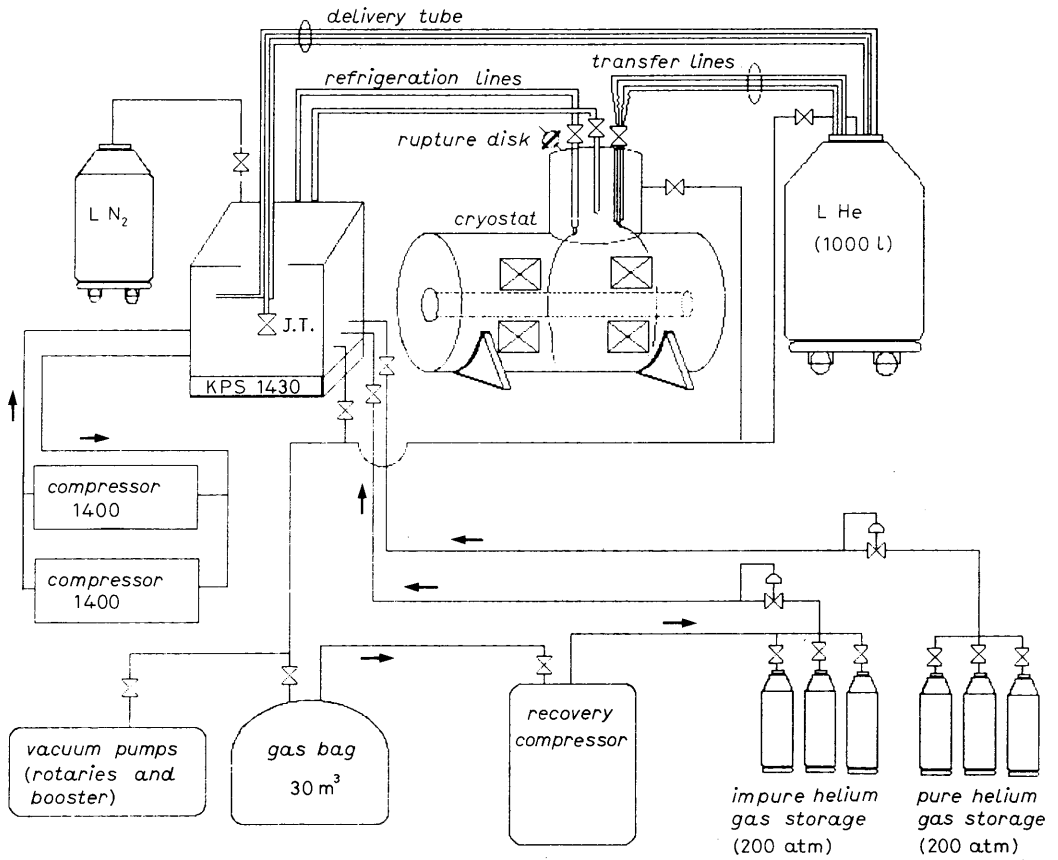 delivery tube
transfer lines
refrigeration lines
rupture disk
L N₂
cryostat
L He
(1000 l)
J.T.
KPS 1430
compressor
1400
compressor
1400
vacuum pumps
(rotaries and
booster)
gas bag
30 m³
recovery
compressor
impure helium
gas storage
(200 atm)
pure helium
gas storage
(200 atm)